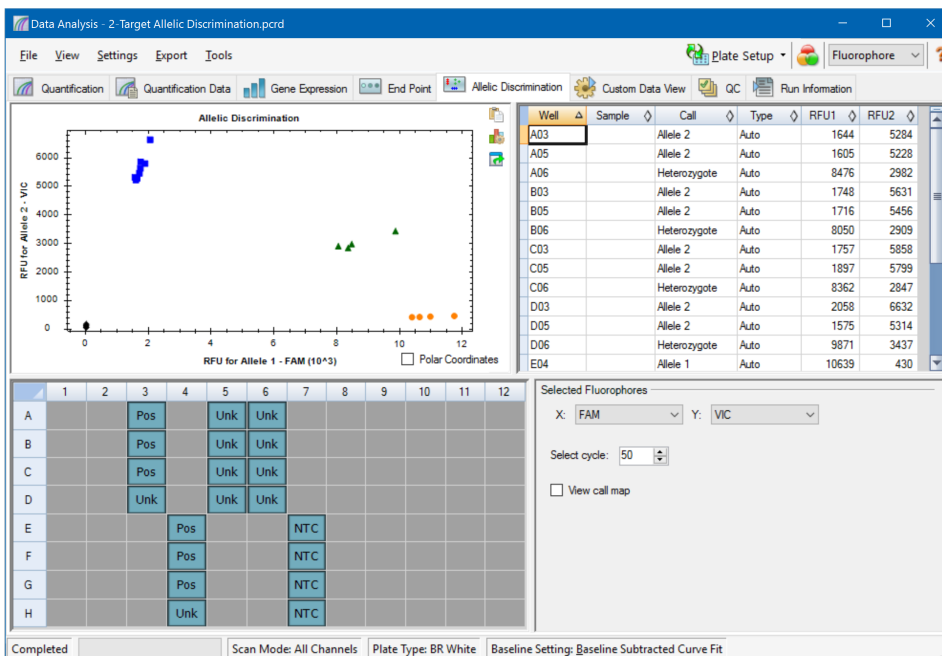 Data Analysis - 2-Target Allelic Discrimination.pcrd
File View Settings Export Tools Plate Setup Fluorophore ?
Quantification Quantification Data Gene Expression End Point Allelic Discrimination Custom Data View QC Run Information
Allelic Discrimination
RFU for Allele 2 - VIC
6000
5000
4000
3000
2000
1000
0
0 2 4 6 8 10 12
RFU for Allele 1 - FAM (10^3)
Polar Coordinates
Well Sample Call Type RFU1 RFU2
A03 Allele 2 Auto 1644 5284
A05 Allele 2 Auto 1605 5228
A06 Heterozygote Auto 8476 2982
B03 Allele 2 Auto 1748 5631
B05 Allele 2 Auto 1716 5456
B06 Heterozygote Auto 8050 2909
C03 Allele 2 Auto 1757 5858
C05 Allele 2 Auto 1897 5799
C06 Heterozygote Auto 8362 2847
D03 Allele 2 Auto 2058 6632
D05 Allele 2 Auto 1575 5314
D06 Heterozygote Auto 9871 3437
E04 Allele 1 Auto 10639 430
1 2 3 4 5 6 7 8 9 10 11 12
A Pos Unk Unk
B Pos Unk Unk
C Pos Unk Unk
D Unk Unk Unk
E Pos NTC
F Pos NTC
G Pos NTC
H Unk NTC
Selected Fluorophores
X: FAM Y: VIC
Select cycle: 50
View call map
Completed Scan Mode: All Channels Plate Type: BR White Baseline Setting: Baseline Subtracted Curve Fit